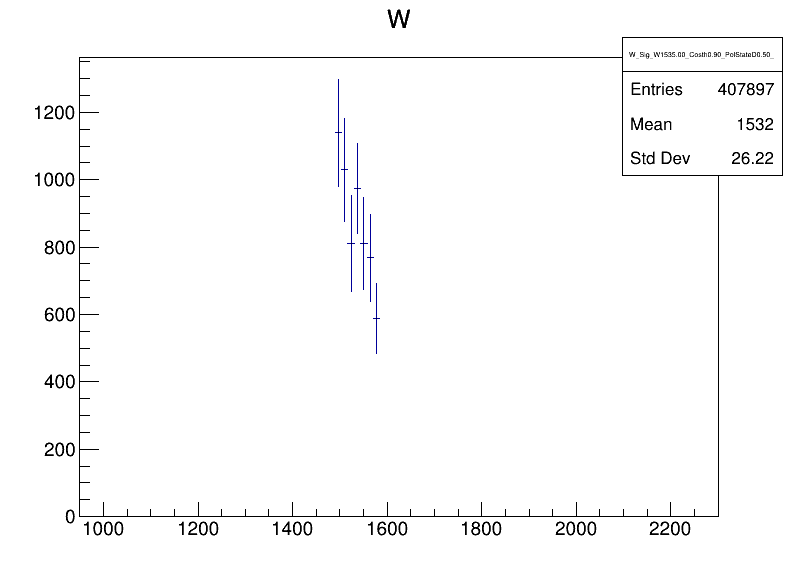 W
W_Sig_W1535.00_Costh0.90_PolStateD0.50_
Entries 407897
Mean 1532
Std Dev 26.22
1200
1000
800
600
400
200
0
1000 1200 1400 1600 1800 2000 2200